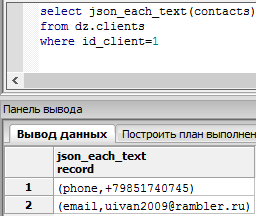 select json_each_text(contacts)
from dz.clients
where id_client=1
Панель вывода
Вывод данных
Построить план выполнен
json_each_text
record
1 (phone,+79851740745)
2 (email,uivan2009@rambler.ru)